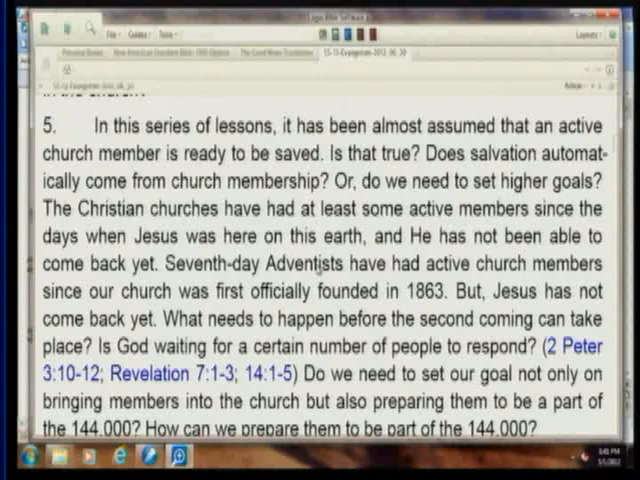 Logos Bible Software 4
File
Guides
Tools
Layouts
5. In this series of lessons, it has been almost assumed that an active
church member is ready to be saved. Is that true? Does salvation automat-
ically come from church membership? Or, do we need to set higher goals?
The Christian churches have had at least some active members since the
days when Jesus was here on this earth, and He has not been able to
come back yet. Seventh-day Adventists have had active church members
since our church was first officially founded in 1863. But, Jesus has not
come back yet. What needs to happen before the second coming can take
place? Is God waiting for a certain number of people to respond? (2 Peter
3:10-12; Revelation 7:1-3; 14:1-5) Do we need to set our goal not only on
bringing members into the church but also preparing them to be a part of
the 144,000? How can we prepare them to be part of the 144,000?